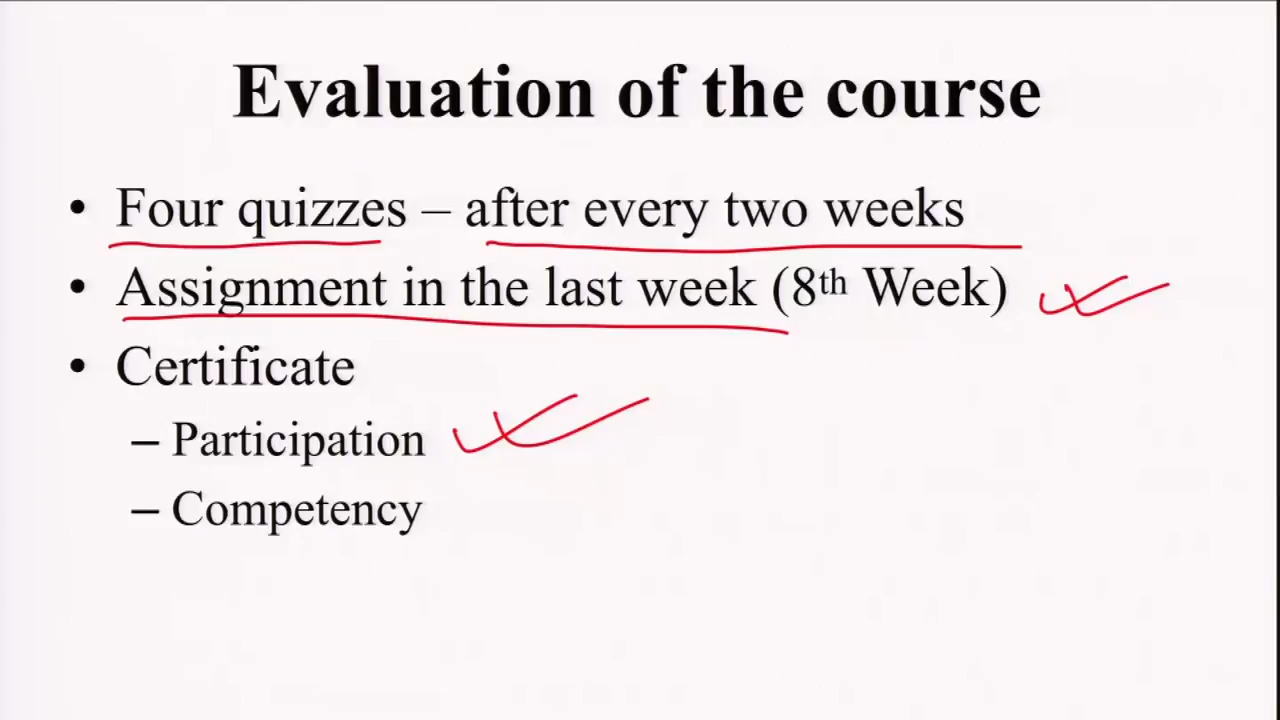 Evaluation of the course
• Four quizzes – after every two weeks
• Assignment in the last week (8th Week)
• Certificate
– Participation
– Competency